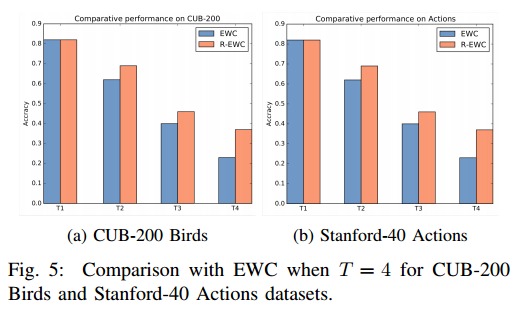 Comparative performance on CUB-200
EWC
R-EWC
Accracy
0.9
0.8
0.7
0.6
0.5
0.4
0.3
0.2
0.1
0.0
T1 T2 T3 T4
(a) CUB-200 Birds
Comparative performance on Actions
EWC
R-EWC
Accracy
0.9
0.8
0.7
0.6
0.5
0.4
0.3
0.2
0.1
0.0
T1 T2 T3 T4
(b) Stanford-40 Actions
Fig. 5: Comparison with EWC when T = 4 for CUB-200
Birds and Stanford-40 Actions datasets.